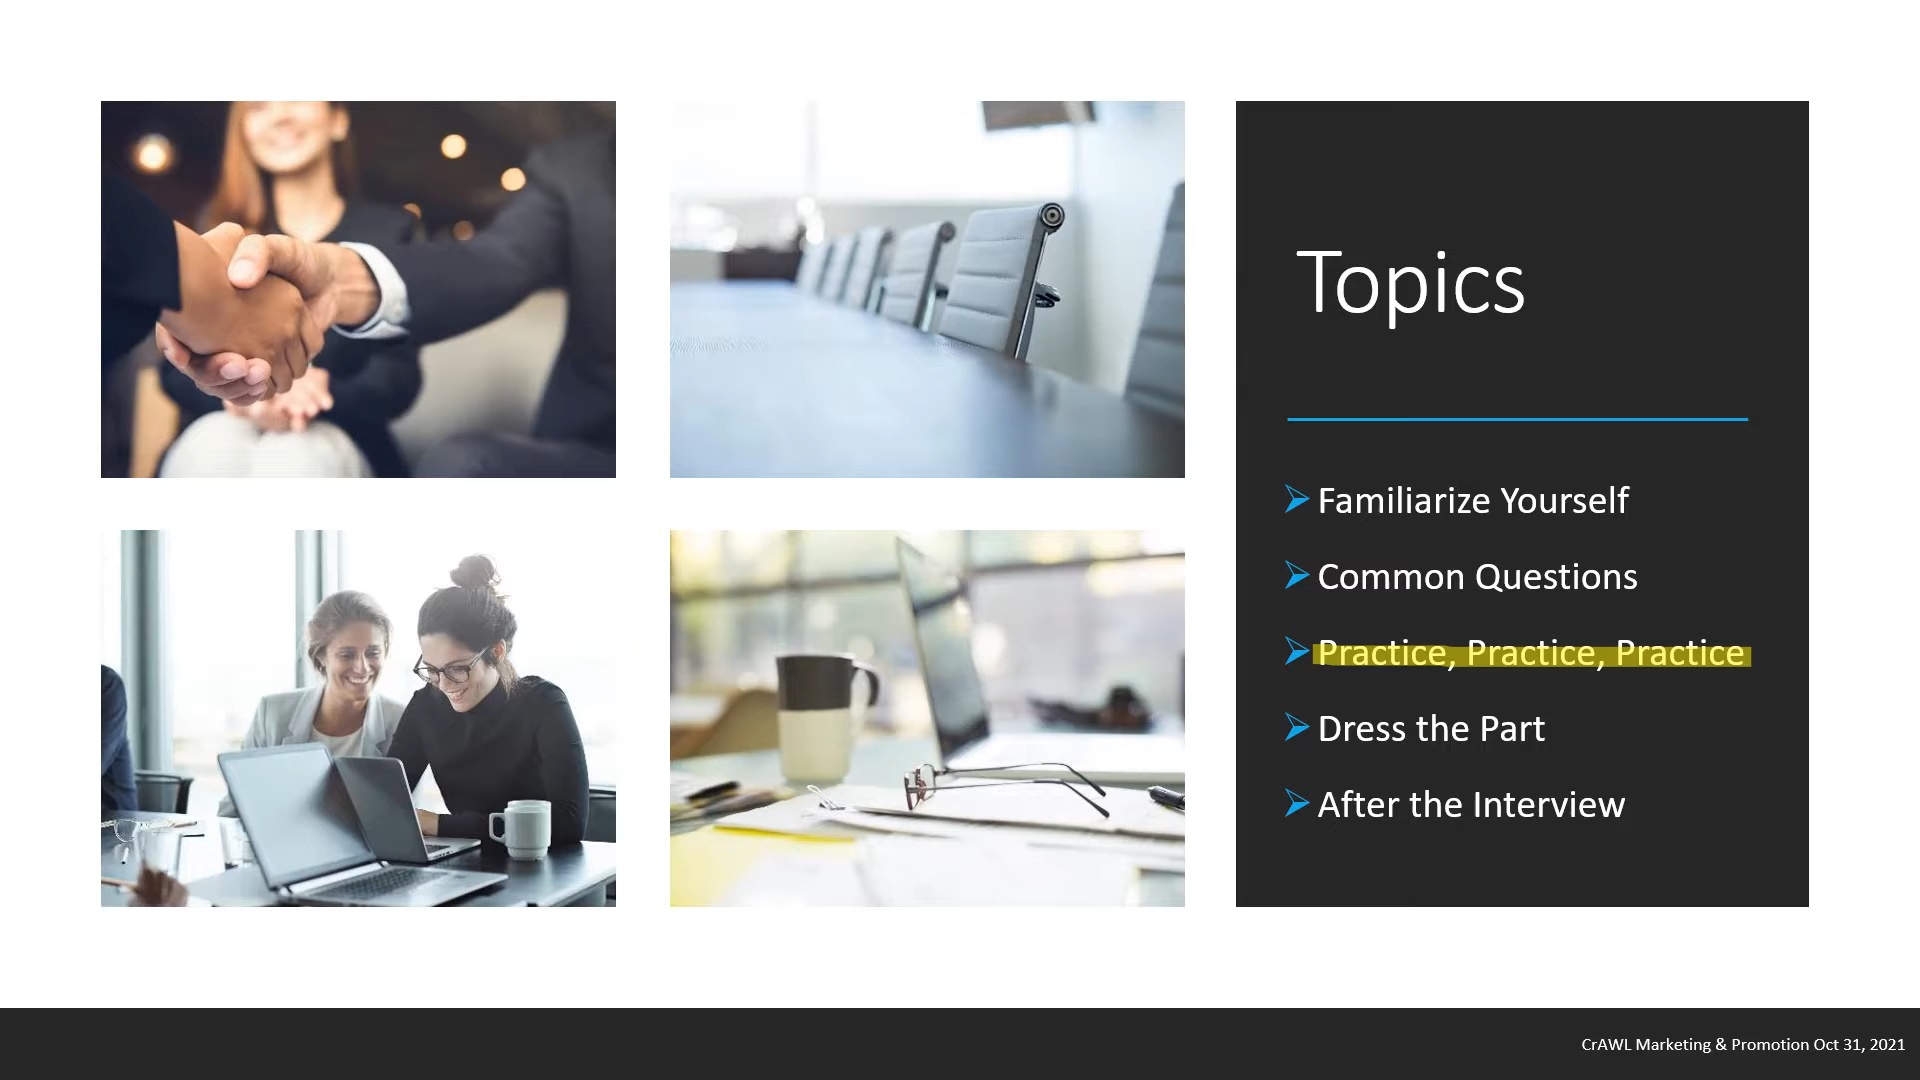 Topics
Familiarize Yourself
Common Questions
Practice, Practice, Practice
Dress the Part
After the Interview
CrAWL Marketing & Promotion Oct 31, 2021